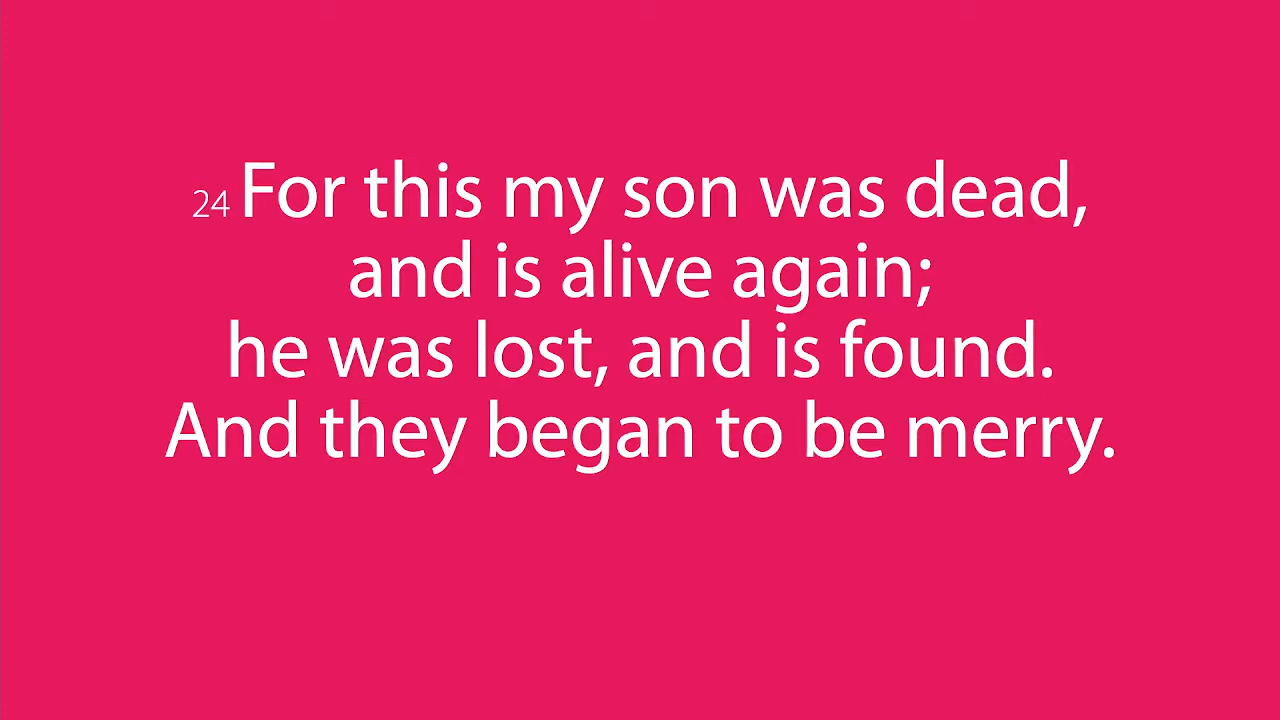 24 For this my son was dead,
and is alive again;
he was lost, and is found.
And they began to be merry.